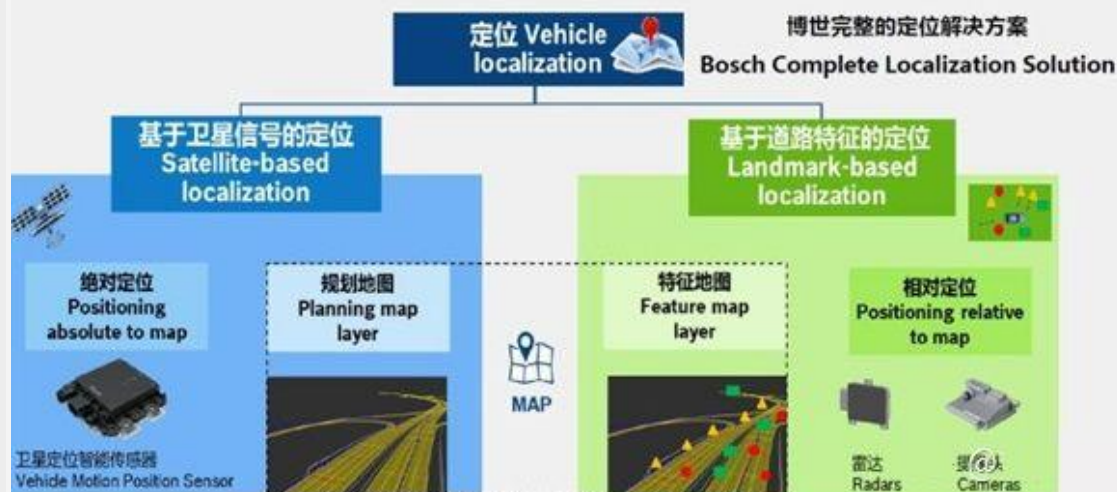 定位 Vehicle
localization
博世完整的定位解决方案
Bosch Complete Localization Solution
基于卫星信号的定位
Satellite-based
localization
基于道路特征的定位
Landmark-based
localization
绝对定位
Positioning
absolute to map
规划地图
Planning map
layer
MAP
特征地图
Feature map
layer
相对定位
Positioning relative
to map
卫星定位智能传感器
Vehicle Motion Position Sensor
雷达
Radars
头
Cameras